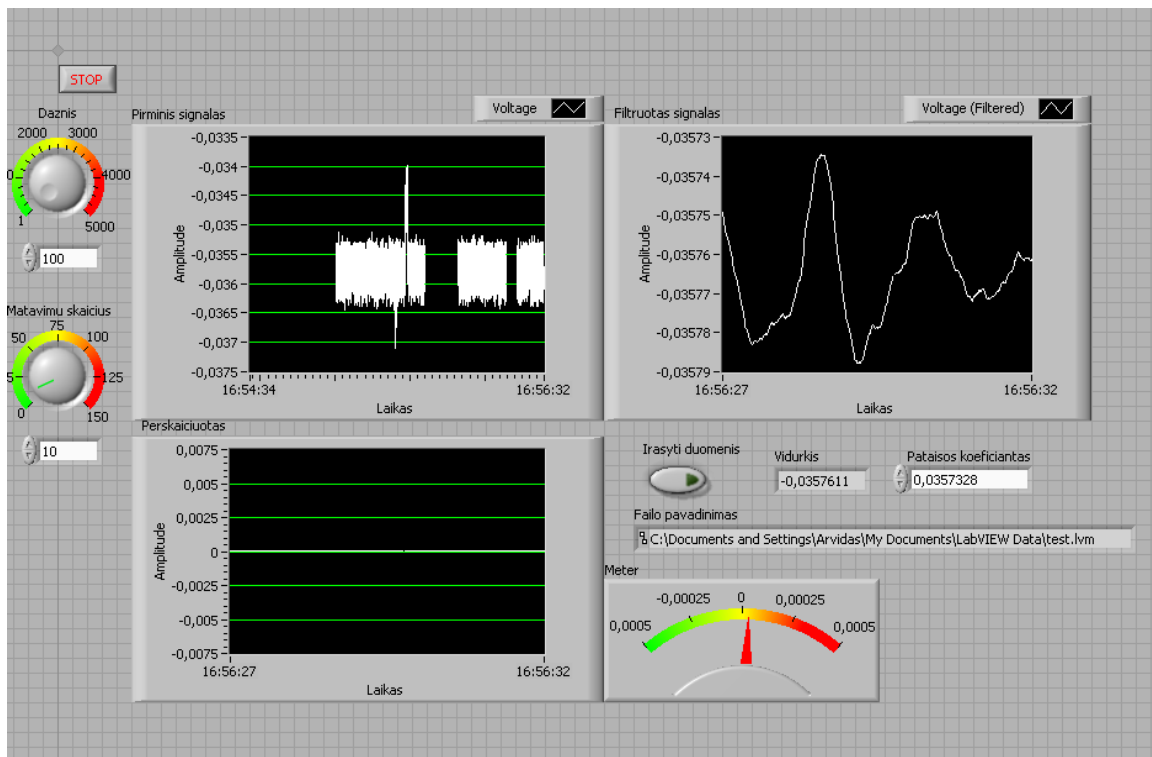 STOP
Daznis
2000 3000
0 4000
1 5000
100
Matavimu skaicius
75
50 100
5 125
0 150
10
Pirminis signalas
Voltage
-0,0335
-0,034
-0,0345
-0,035
-0,0355
-0,036
-0,0365
-0,037
-0,0375
Amplitude
16:54:34 16:56:32
Laikas
Filtruotas signalas
Voltage (Filtered)
-0,03573
-0,03574
-0,03575
-0,03576
-0,03577
-0,03578
-0,03579
Amplitude
16:56:27 16:56:32
Laikas
Perskaiciuotas
0,0075
0,005
0,0025
0
-0,0025
-0,005
-0,0075
Amplitude
16:56:27 16:56:32
Laikas
Irasyti duomenis
Vidurkis
-0,0357611
Pataisos koeficiantas
0,0357328
Failo pavadinimas
C:\Documents and Settings\Arvidas\My Documents\LabVIEW Data\test.lvm
Meter
-0,00025 0 0,00025
0,0005 0,0005